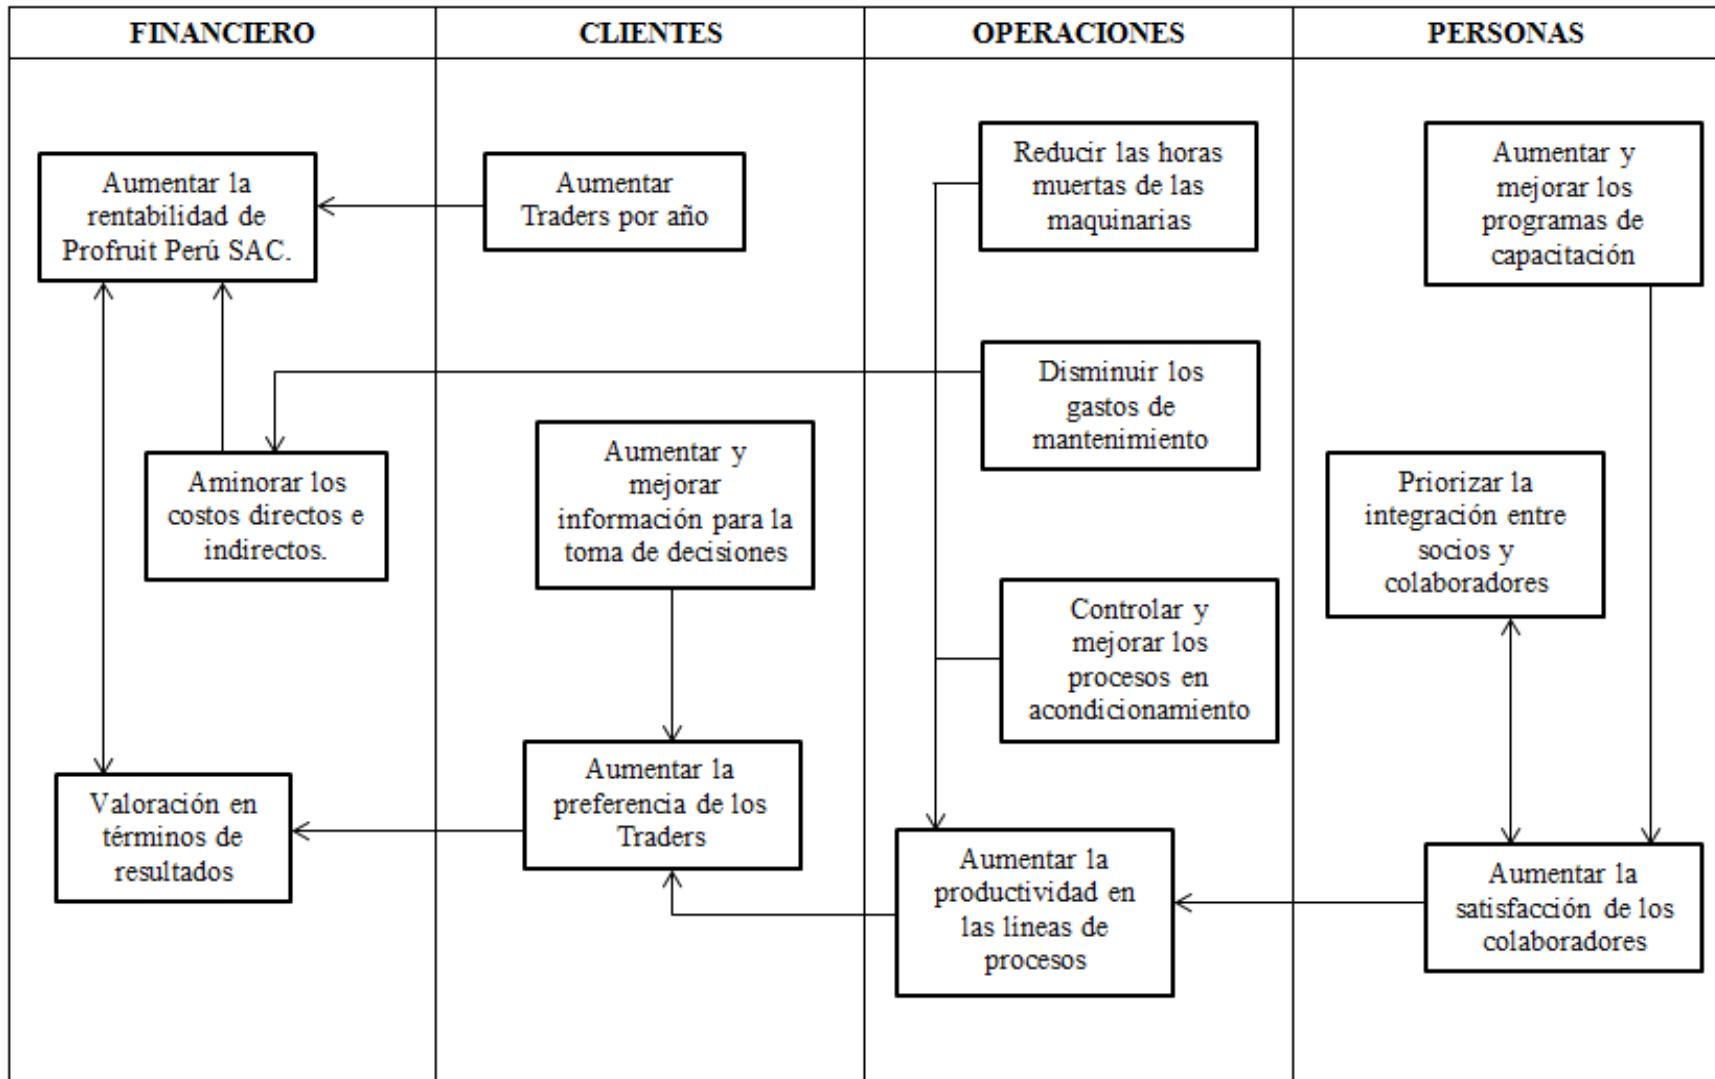 FINANCIERO
CLIENTES
OPERACIONES
PERSONAS
Aumentar la
rentabilidad de
Profruit Perú SAC.
Aminorar los
costos directos e
indirectos.
Valoración en
términos de
resultados
Aumentar
Traders por año
Aumentar y
mejorar
información para la
toma de decisiones
Aumentar la
preferencia de los
Traders
Reducir las horas
muertas de las
maquinarias
Disminuir los
gastos de
mantenimiento
Controlar y
mejorar los
procesos en
acondicionamiento
Aumentar la
productividad en
las lineas de
procesos
Aumentar y
mejorar los
programas de
capacitación
Priorizar la
integración entre
socios y
colaboradores
Aumentar la
satisfacción de los
colaboradores